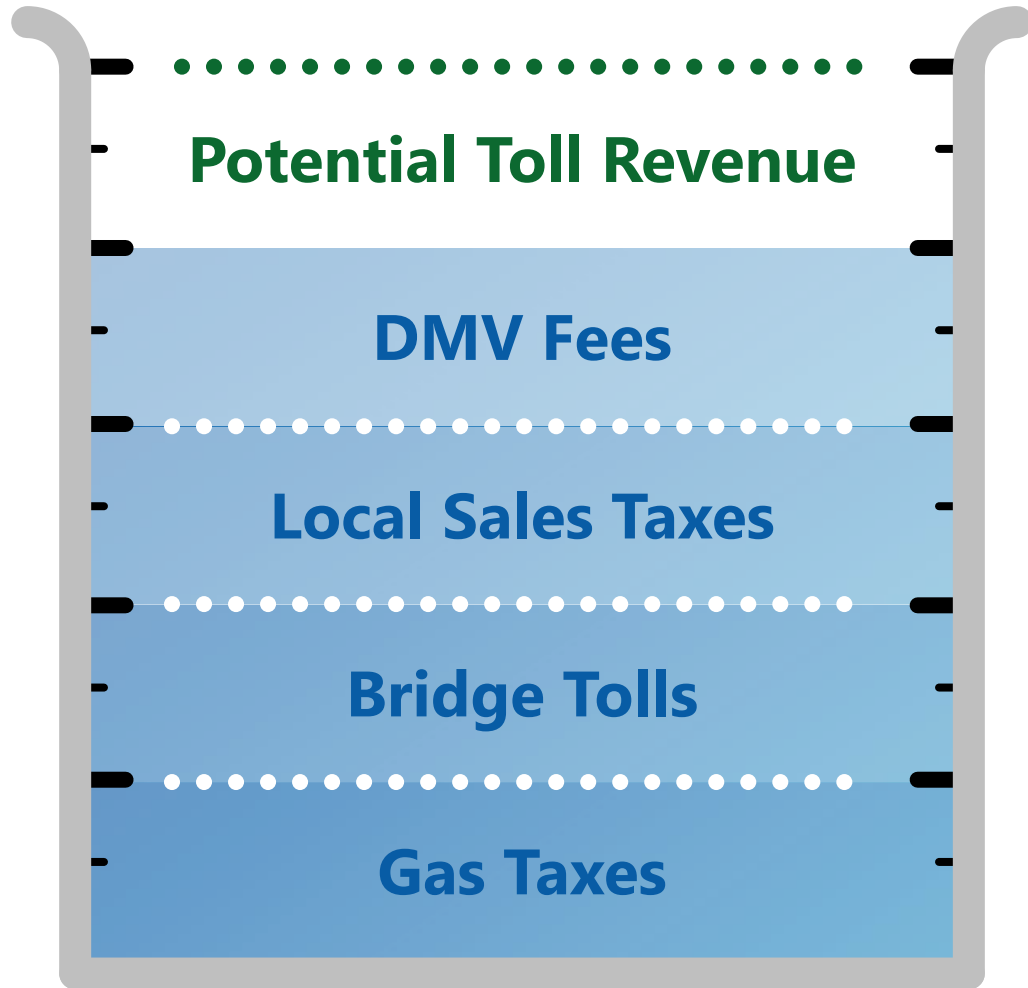 Potential Toll Revenue
DMV Fees
Local Sales Taxes
Bridge Tolls
Gas Taxes